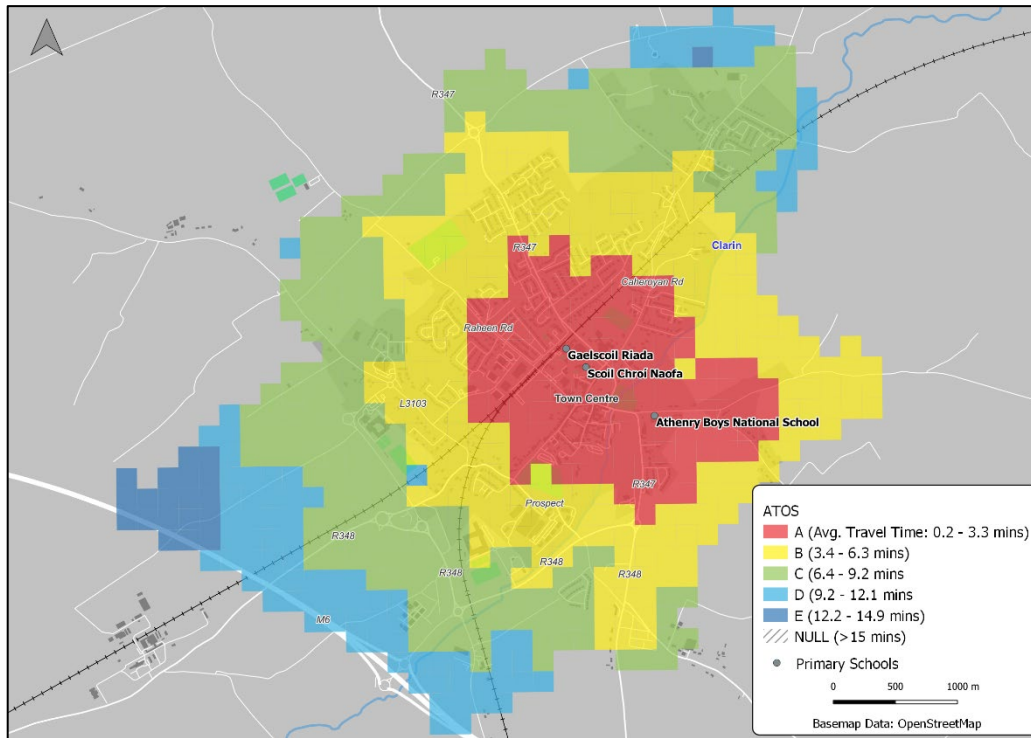 R347
Clarin
R347
Caheroyan Rd
Raheen Rd
Gaelscoil Riada
Scoil Chroi Naofa
Town Centre
L3103
Athenry Boys National School
R347
Prospect
R348
R348
R348
R348
M6
ATOS
A (Avg. Travel Time: 0.2 - 3.3 mins)
B (3.4 - 6.3 mins)
C (6.4 - 9.2 mins
D (9.2 - 12.1 mins)
E (12.2 - 14.9 mins)
NULL (>15 mins)
Primary Schools
0 500 1000 m
Basemap Data: OpenStreetMap